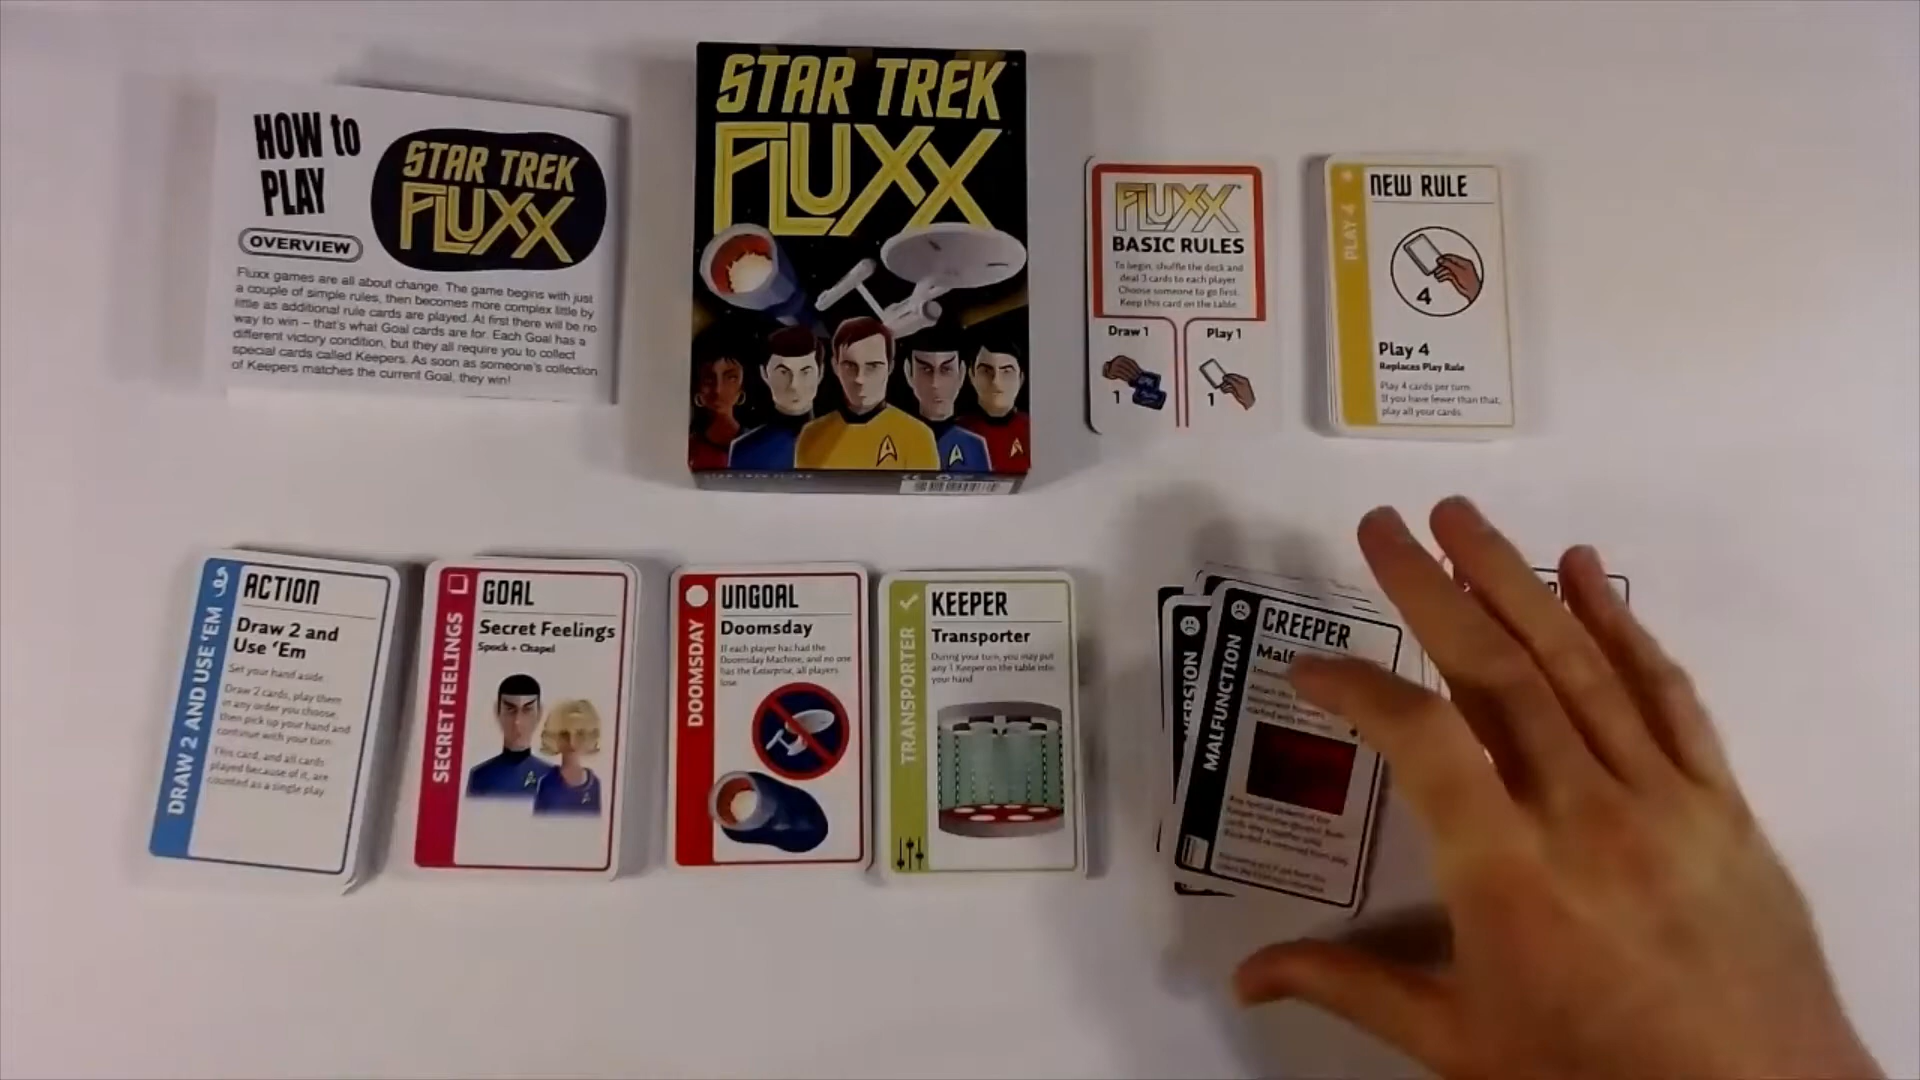 HOW to
PLAY
STAR TREK
FLUXX
OVERVIEW
Fluxx games are all about change. The game begins with just
a couple of simple rules, then becomes more complex little by
little as additional rule cards are played. At first there will be no
way to win – that's what Goal cards are for. Each Goal has a
different victory condition, but they all require you to collect
special cards called Keepers. As soon as someone's collection
of Keepers matches the current Goal, they win!
STAR TREK
FLUXX
FLUXX
BASIC RULES
To begin, shuffle the deck and
deal 3 cards to each player.
Choose someone to go first.
Keep this card on the table.
Draw 1
Play 1
1
1
PLAY 4
NEW RULE
4
Play 4
Replaces Play Rule
Play 4 cards per turn.
If you have fewer than that,
play all your cards.
DRAW 2 AND USE 'EM
ACTION
Draw 2 and
Use 'Em
Set your hand aside.
Draw 2 cards, play them
in any order you choose,
then pick up your hand and
continue with your turn.
This card, and all cards
played because of it, are
counted as a single play.
SECRET FEELINGS
GOAL
Secret Feelings
Spock + Chapel
DOOMSDAY
UNGOAL
Doomsday
If each player has had the
Doomsday Machine, and no one
has the Enterprise, all players
lose.
TRANSPORTER
KEEPER
Transporter
During your turn, you may put
any 1 Keeper on the table into
your hand.
MALFUNCTION
CREEPER